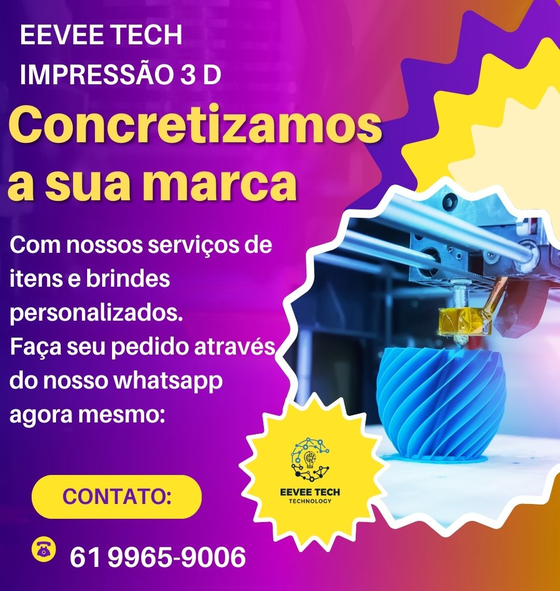 EEVEE TECH
IMPRESSÃO 3 D
Concretizamos
a sua marca
Com nossos serviços de
itens e brindes
personalizados.
Faça seu pedido através
do nosso whatsapp
agora mesmo:
EEVEE TECH
TECHNOLOGY
CONTATO:
61 9965-9006